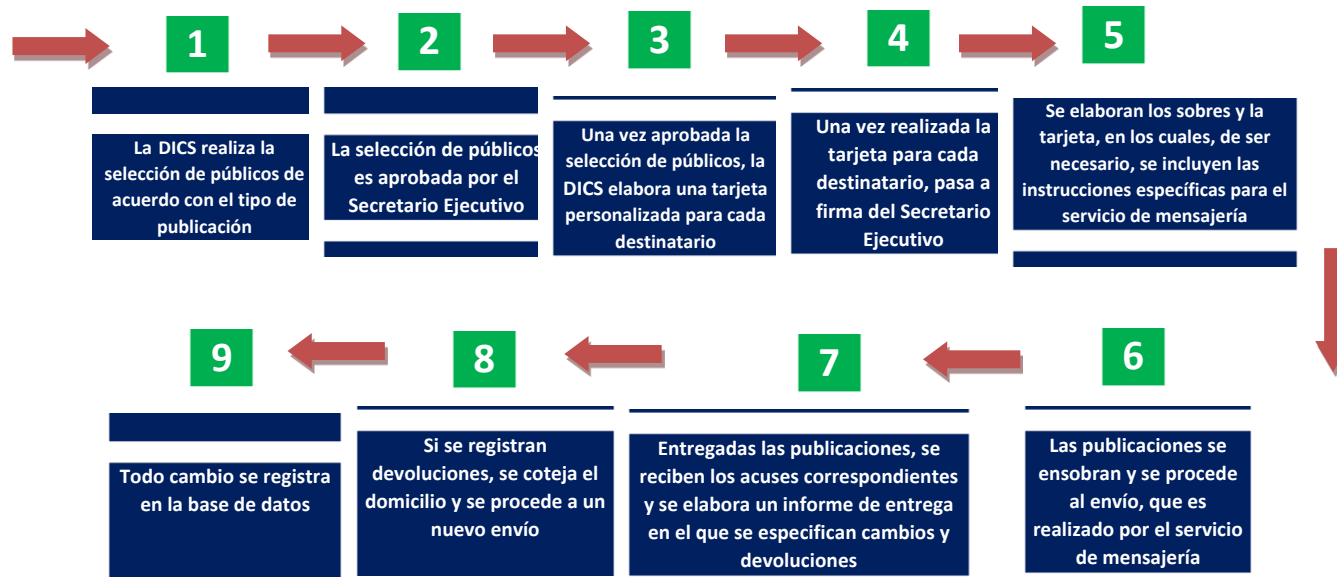 1
La DICS realiza la
selección de públicos de
acuerdo con el tipo de
publicación
2
La selección de públicos
es aprobada por el
Secretario Ejecutivo
3
Una vez aprobada la
selección de públicos, la
DICS elabora una tarjeta
personalizada para cada
destinatario
4
Una vez realizada la
tarjeta para cada
destinatario, pasa a
firma del Secretario
Ejecutivo
5
Se elaboran los sobres y la
tarjeta, en los cuales, de ser
necesario, se incluyen las
instrucciones específicas para el
servicio de mensajería
6
Las publicaciones se
ensobran y se procede
al envío, que es
realizado por el servicio
de mensajería
7
Entregadas las publicaciones, se
reciben los acuses correspondientes
y se elabora un informe de entrega
en el que se especifican cambios y
devoluciones
8
Si se registran
devoluciones, se coteja el
domicilio y se procede a un
nuevo envío
9
Todo cambio se registra
en la base de datos